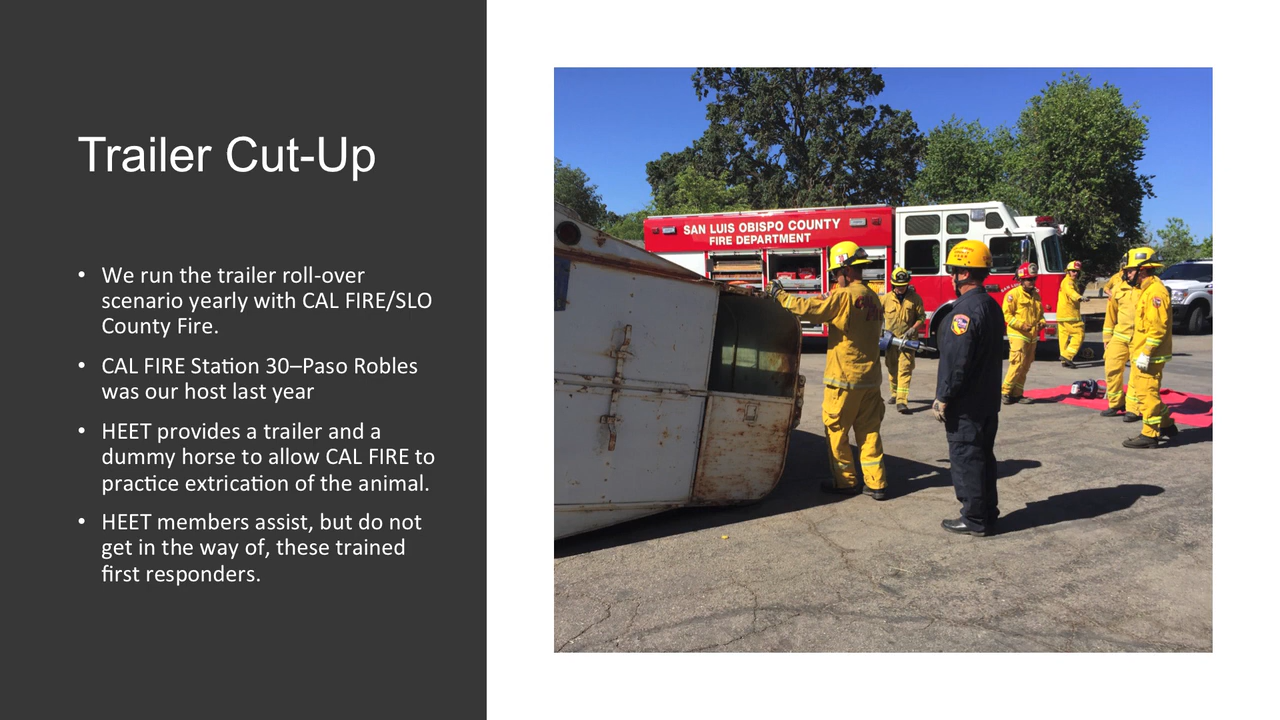 Trailer Cut-Up
• We run the trailer roll-over
scenario yearly with CAL FIRE/SLO
County Fire.
• CAL FIRE Station 30–Paso Robles
was our host last year
• HEET provides a trailer and a
dummy horse to allow CAL FIRE to
practice extrication of the animal.
• HEET members assist, but do not
get in the way of, these trained
first responders.
SAN LUIS OBISPO COUNTY
FIRE DEPARTMENT